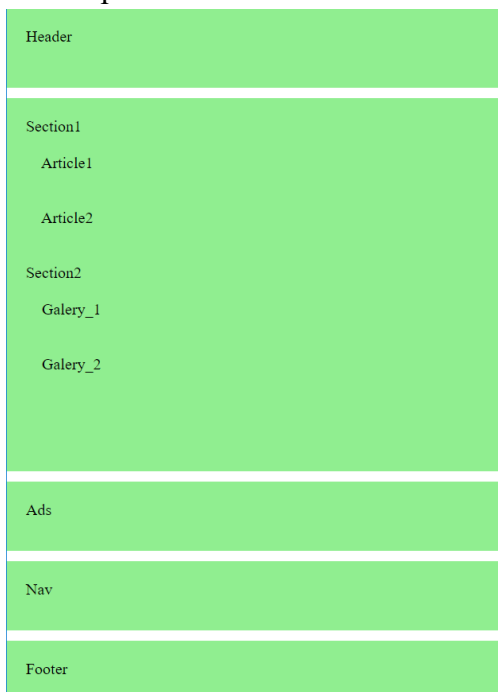 Header
Section1
Article1
Article2
Section2
Galery_1
Galery_2
Ads
Nav
Footer